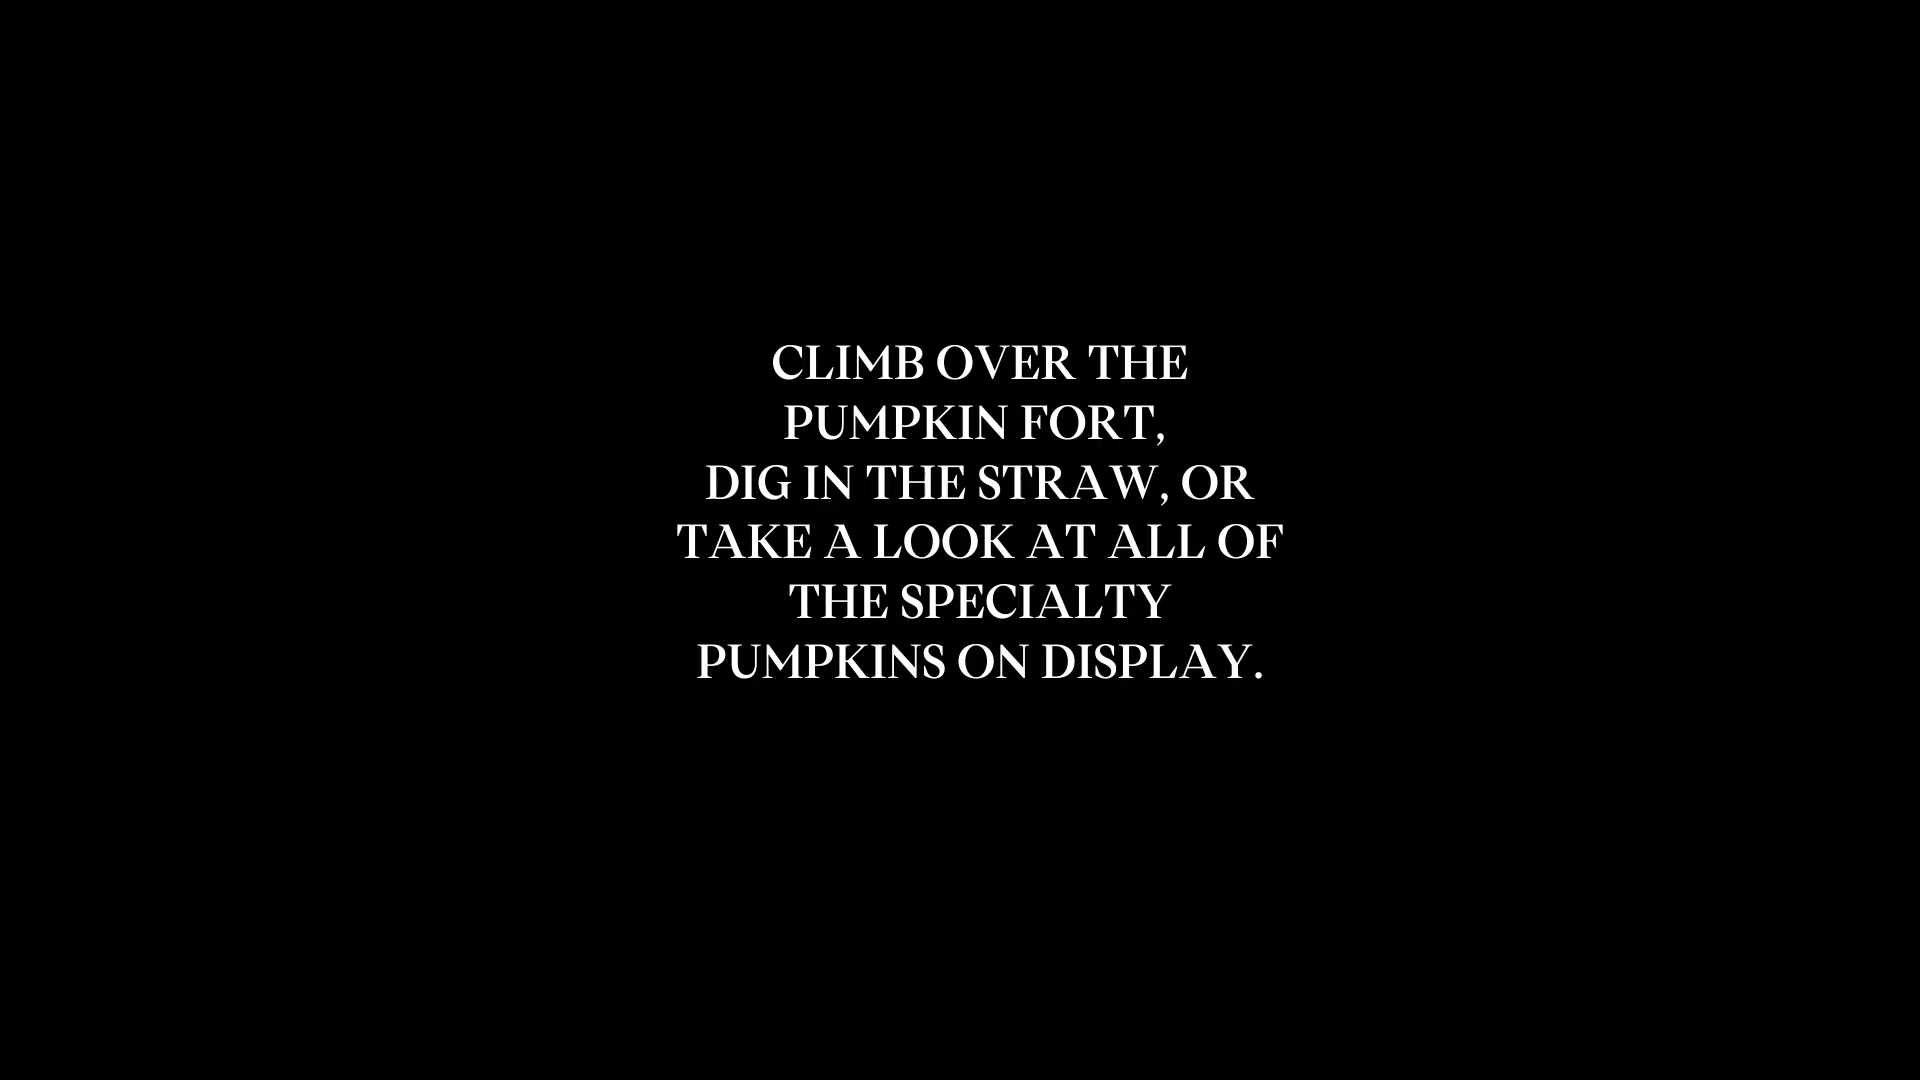 CLIMB OVER THE
PUMPKIN FORT,
DIG IN THE STRAW, OR
TAKE A LOOK AT ALL OF
THE SPECIALTY
PUMPKINS ON DISPLAY.